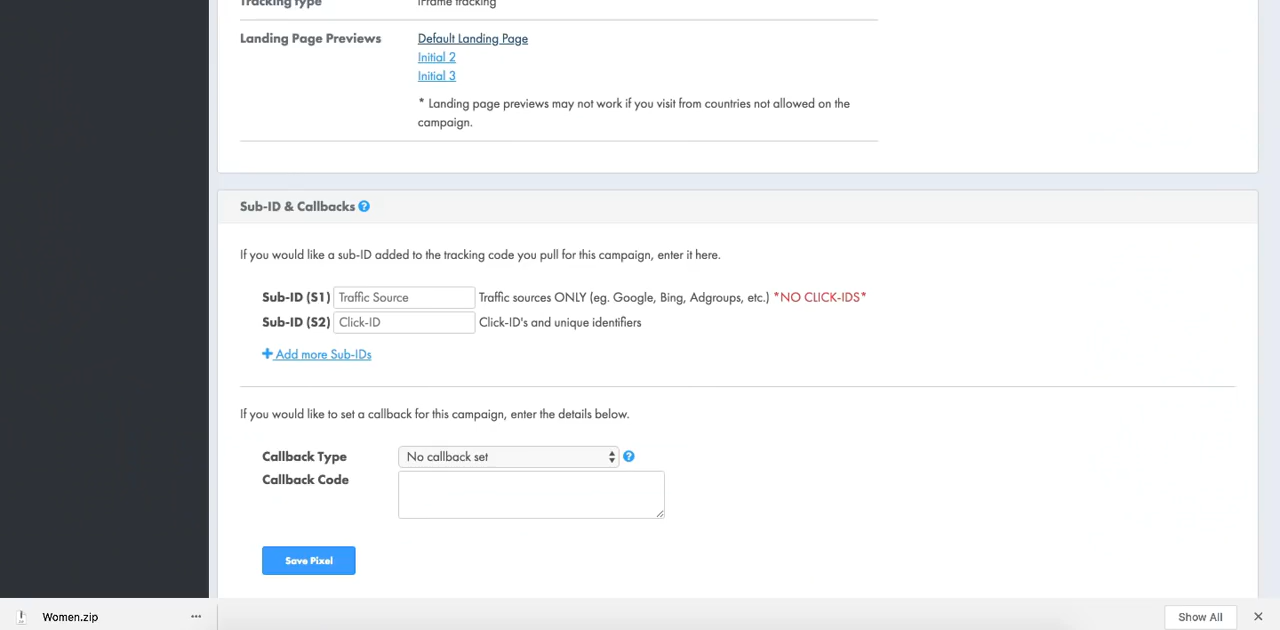 Tracking type iFrame tracking
Landing Page Previews Default Landing Page
Initial 2
Initial 3
* Landing page previews may not work if you visit from countries not allowed on the
campaign.
Sub-ID & Callbacks ?
If you would like a sub-ID added to the tracking code you pull for this campaign, enter it here.
Sub-ID (S1) Traffic Source Traffic sources ONLY (eg. Google, Bing, Adgroups, etc.) *NO CLICK-IDS*
Sub-ID (S2) Click-ID Click-ID's and unique identifiers
+ Add more Sub-IDs
If you would like to set a callback for this campaign, enter the details below.
Callback Type No callback set ?
Callback Code
Save Pixel
Women.zip ... Show All ×